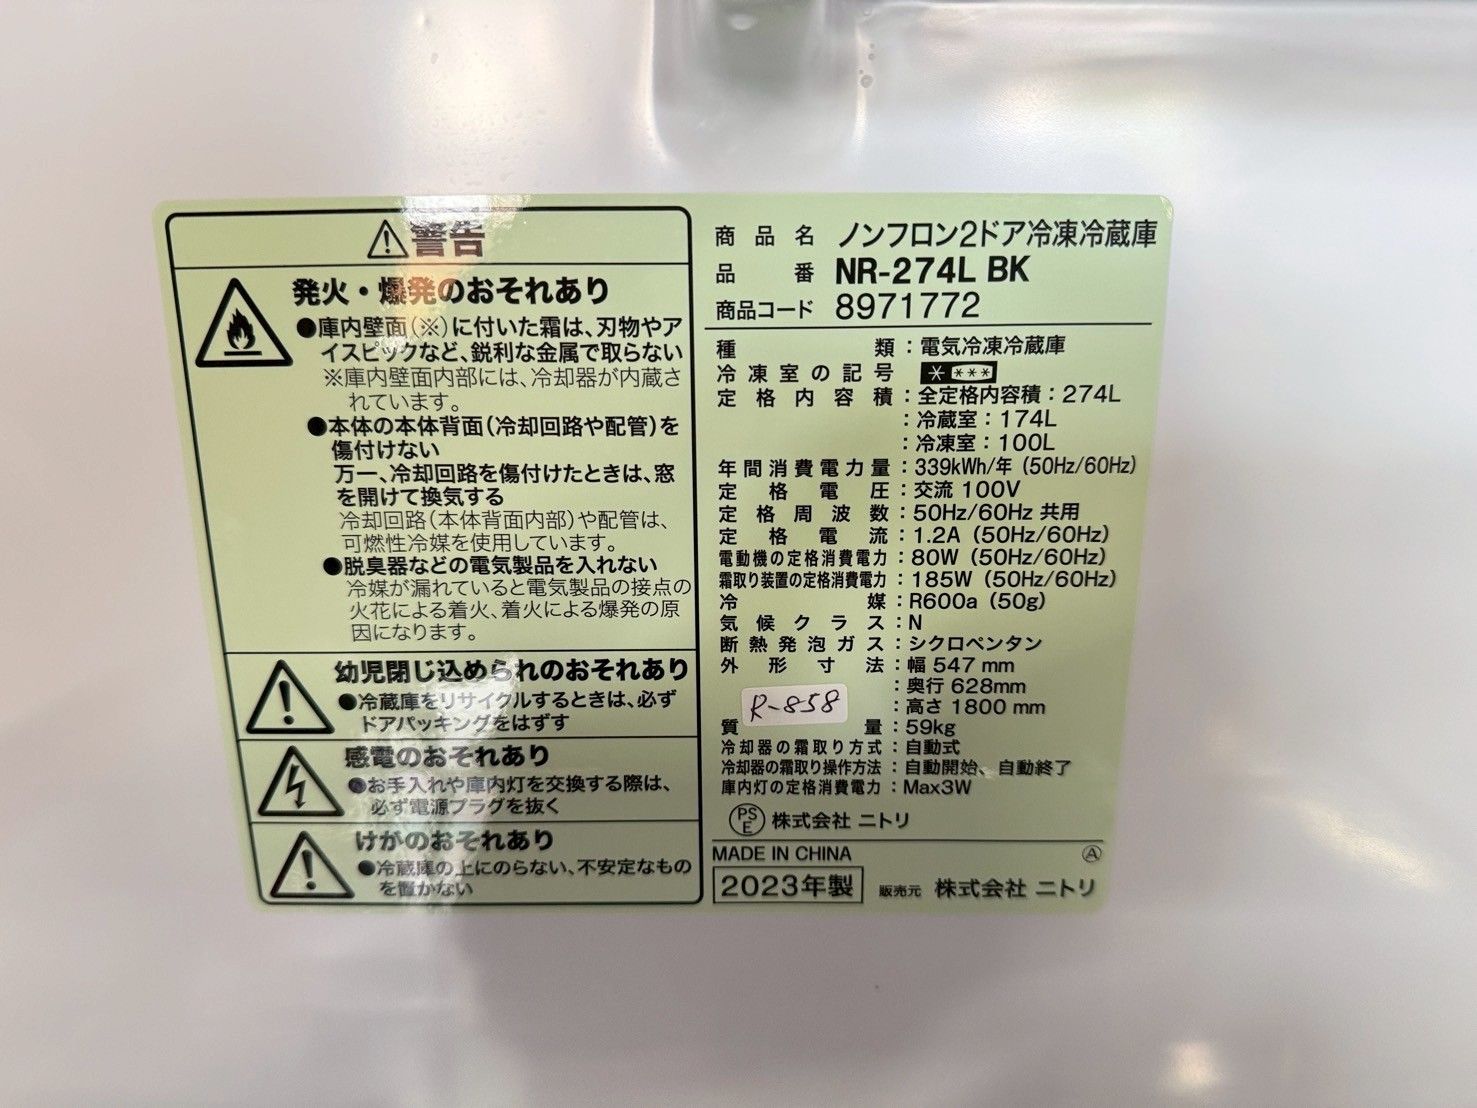 警告
発火・爆発のおそれあり
●庫内壁面(※)に付いた霜は、刃物やア
イスピックなど、鋭利な金属で取らない
※庫内壁面内部には、冷却器が内蔵さ
れています。
●本体の本体背面(冷却回路や配管)を
傷付けない
万一、冷却回路を傷付けたときは、窓
を開けて換気する
冷却回路(本体背面内部)や配管は、
可燃性冷媒を使用しています。
●脱臭器などの電気製品を入れない
冷媒が漏れていると電気製品の接点の
火花による着火、着火による爆発の原
因になります。
幼児閉じ込められのおそれあり
●冷蔵庫をリサイクルするときは、必ず
ドアパッキングをはずす
感電のおそれあり
●お手入れや庫内灯を交換する際は、
必ず電源プラグを抜く
けがのおそれあり
●冷蔵庫の上にのらない、不安定なもの
を置かない
商品名 ノンフロン2ドア冷凍冷蔵庫
品番 NR-274L BK
商品コード 8971772
種類：電気冷凍冷蔵庫
冷凍室の記号 * ***
定格内容積：全定格内容積：274L
：冷蔵室：174L
：冷凍室：100L
年間消費電力量：339kWh/年 (50Hz/60Hz)
定格電圧：交流 100V
定格周波数：50Hz/60Hz 共用
定格電流：1.2A (50Hz/60Hz)
電動機の定格消費電力：80W (50Hz/60Hz)
霜取り装置の定格消費電力：185W (50Hz/60Hz)
冷媒：R600a (50g)
気候クラス：N
断熱発泡ガス：シクロペンタン
外形寸法：幅 547 mm
：奥行 628mm
：高さ 1800 mm
R-858
質量：59kg
冷却器の霜取り方式：自動式
冷却器の霜取り操作方法：自動開始、自動終了
庫内灯の定格消費電力：Max3W
PSE 株式会社 ニトリ
MADE IN CHINA Ⓐ
2023年製 販売元 株式会社 ニトリ